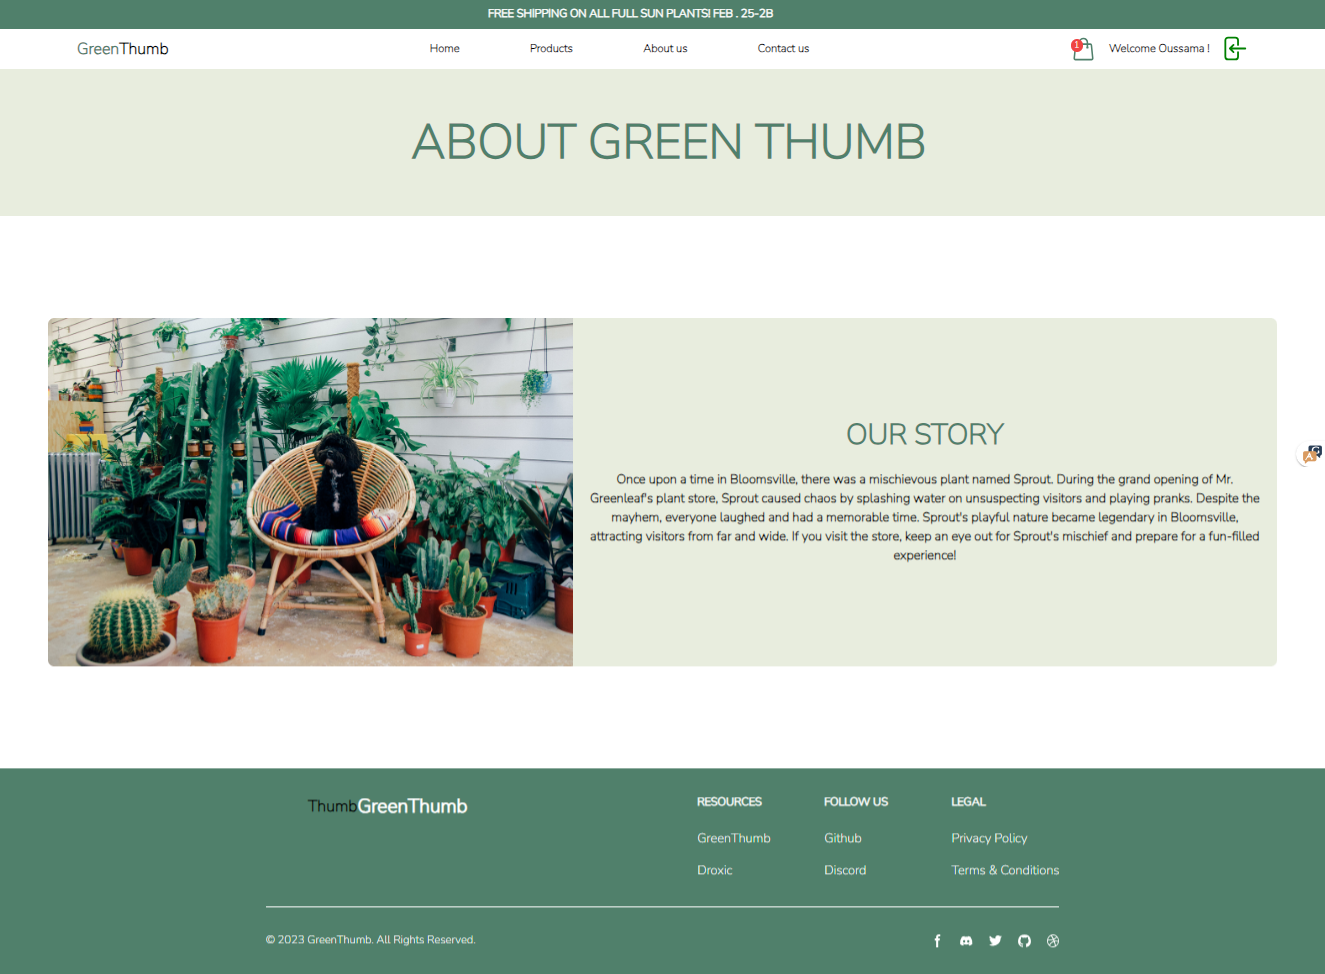 FREE SHIPPING ON ALL FULL SUN PLANTS! FEB . 25-2B
GreenThumb
Home
Products
About us
Contact us
1
Welcome Oussama !
ABOUT GREEN THUMB
OUR STORY
Once upon a time in Bloomsville, there was a mischievous plant named Sprout. During the grand opening of Mr.
Greenleaf's plant store, Sprout caused chaos by splashing water on unsuspecting visitors and playing pranks. Despite the
mayhem, everyone laughed and had a memorable time. Sprout's playful nature became legendary in Bloomsville,
attracting visitors from far and wide. If you visit the store, keep an eye out for Sprout's mischief and prepare for a fun-filled
experience!
ThumbGreenThumb
RESOURCES
GreenThumb
Droxic
FOLLOW US
Github
Discord
LEGAL
Privacy Policy
Terms & Conditions
© 2023 GreenThumb. All Rights Reserved.